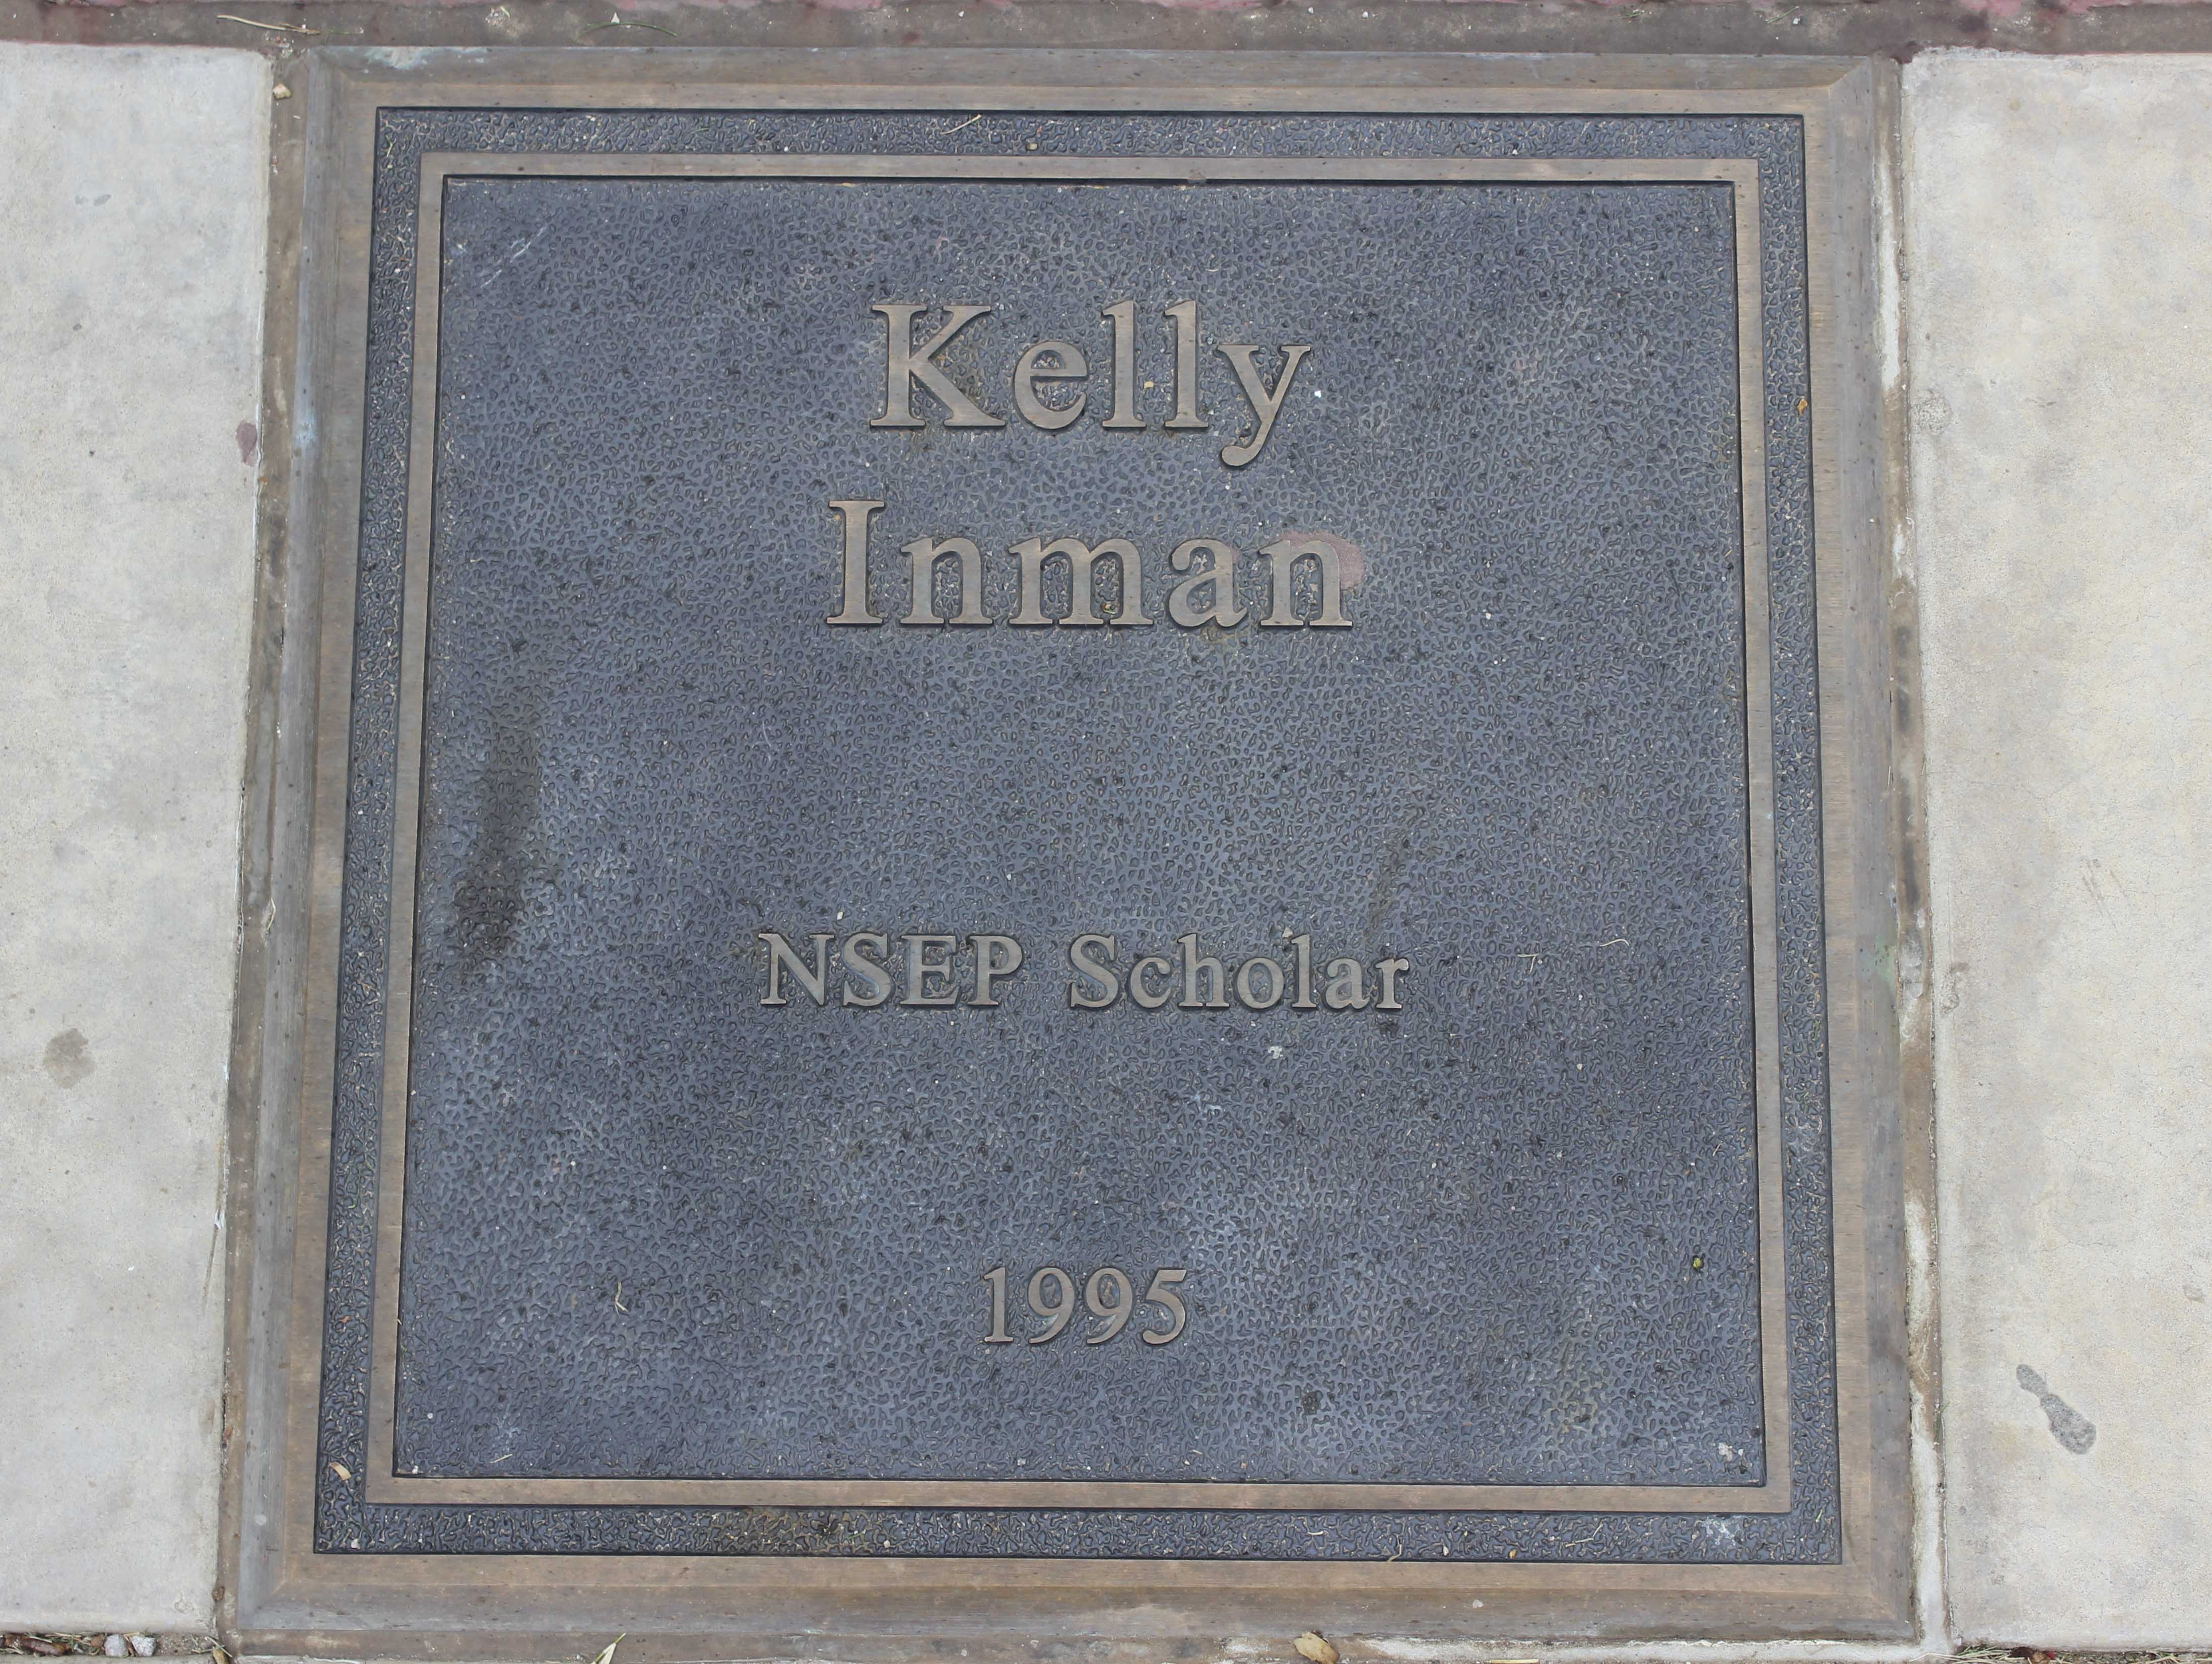 Kelly
Inman
NSEP Scholar
1995